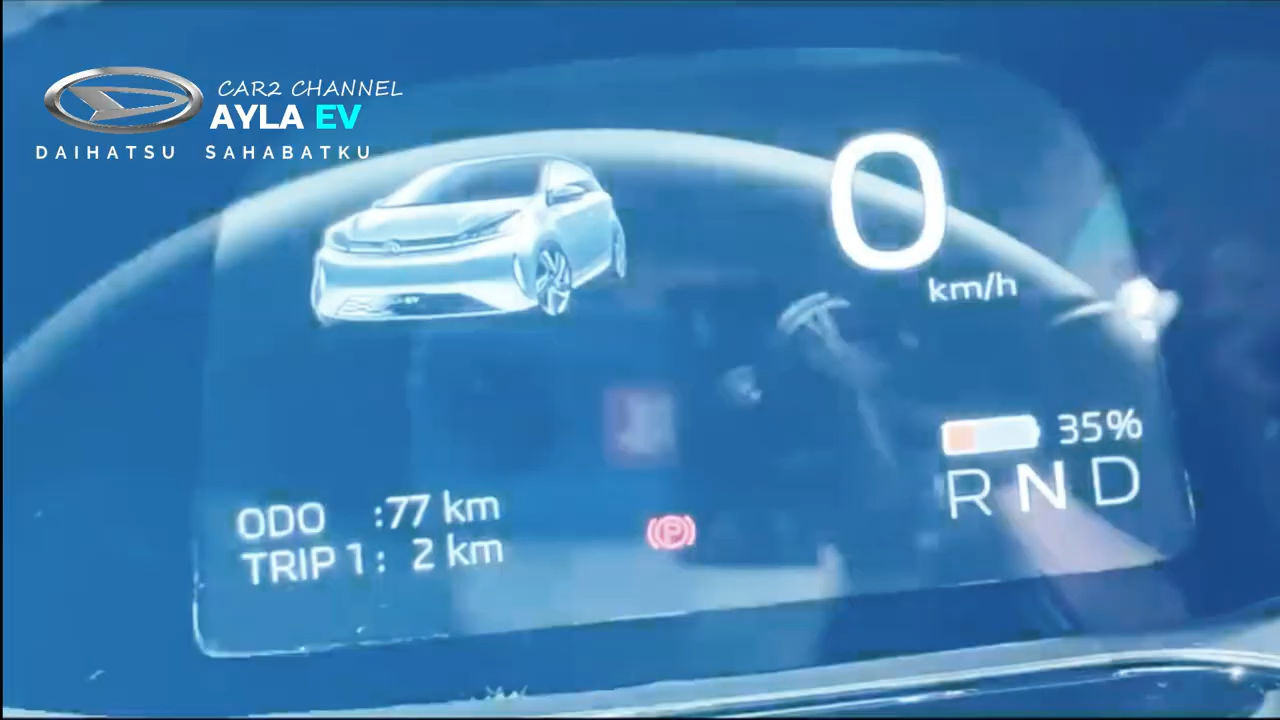 CAR2 CHANNEL
AYLA EV
DAIHATSU SAHABATKU
0
km/h
35%
R N D
ODO :77 km
TRIP 1 : 2 km
P